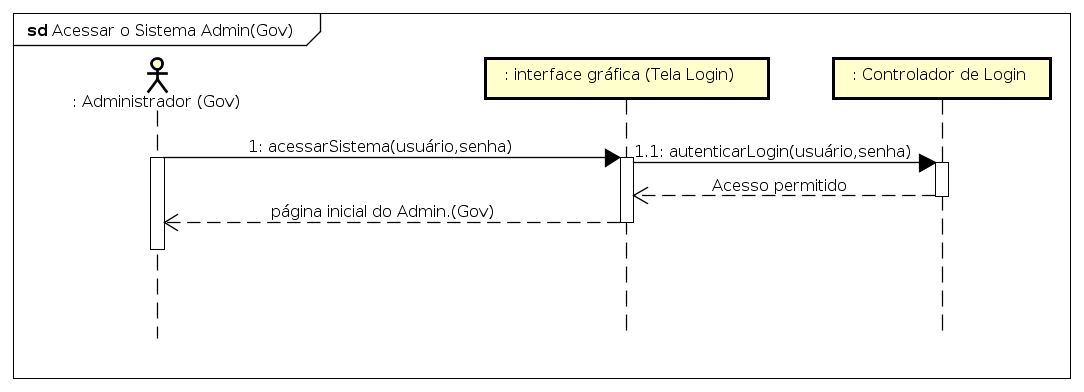 sd Acessar o Sistema Admin(Gov)
: Administrador (Gov)
: interface gráfica (Tela Login)
: Controlador de Login
1: acessarSistema(usuário,senha)
1.1: autenticarLogin(usuário,senha)
Acesso permitido
página inicial do Admin.(Gov)